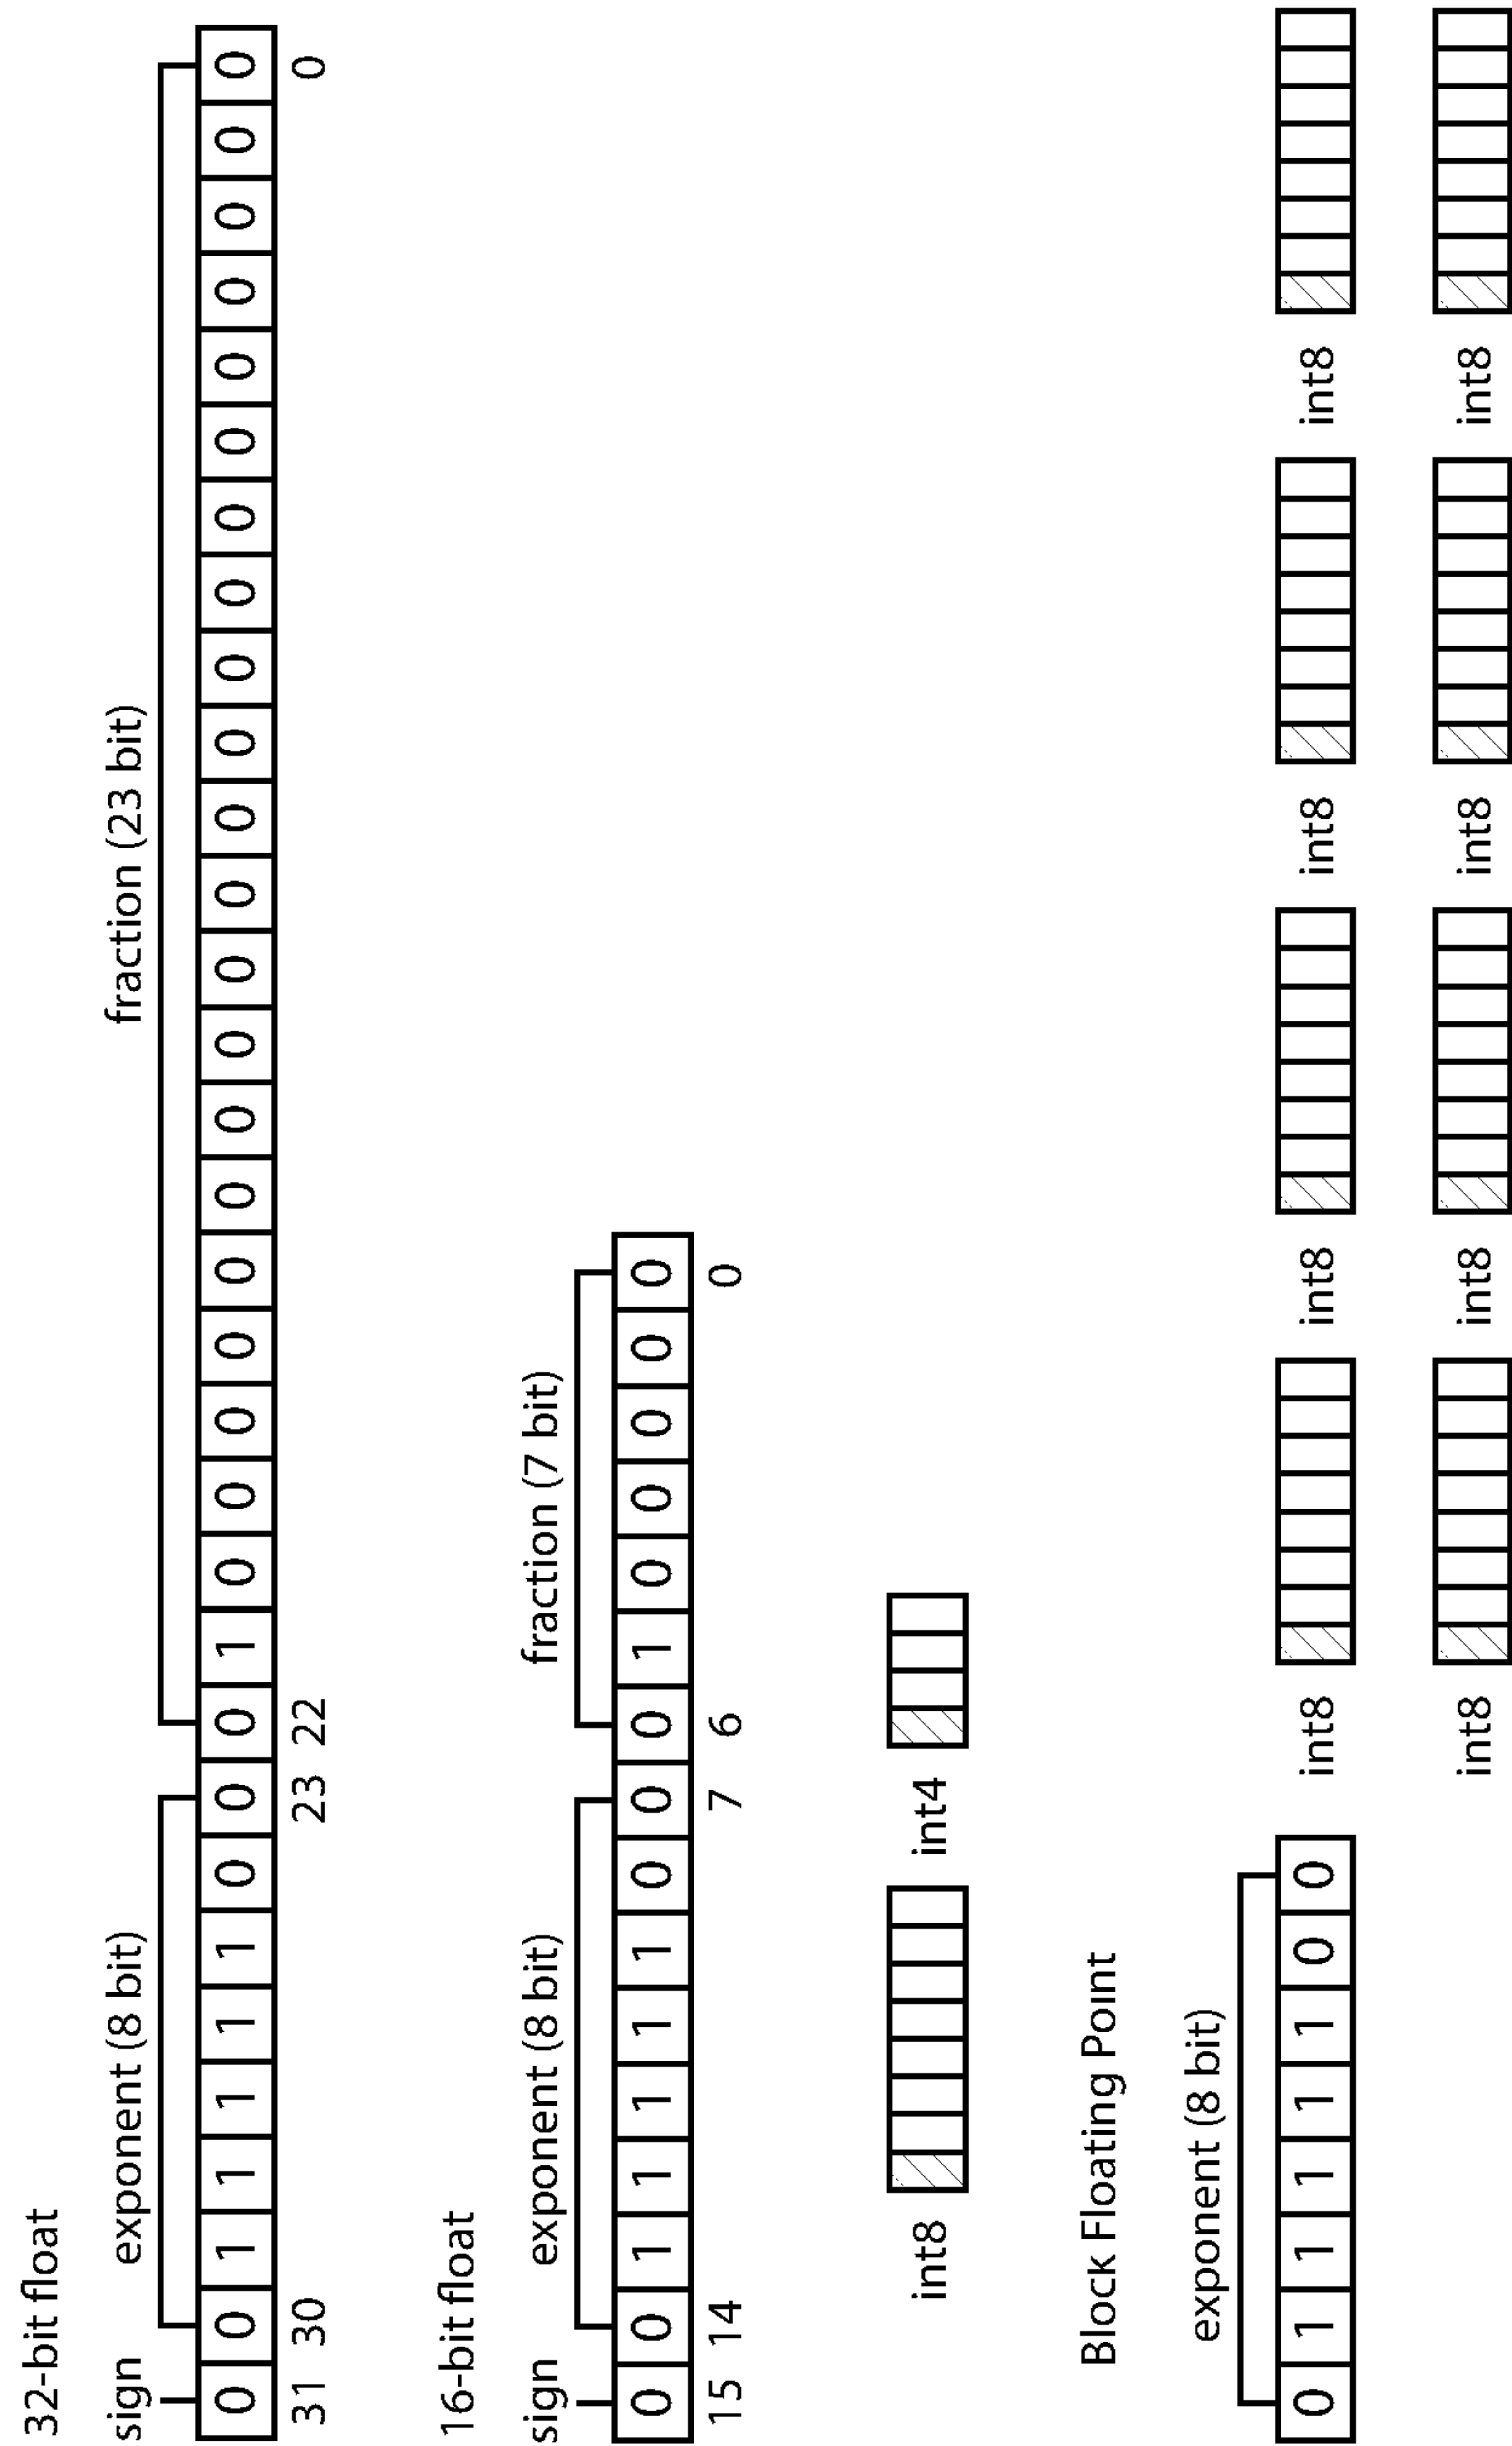 32-bit float
sign exponent (8 bit) fraction (23 bit)
0 0 1 1 1 1 1 0 0 0 1 0 0 0 0 0 0 0 0 0 0 0 0 0 0 0 0 0 0 0 0 0
31 30 23 22 0
16-bit float
sign exponent (8 bit) fraction (7 bit)
0 0 1 1 1 1 1 0 0 0 1 0 0 0 0 0
15 14 7 6 0
int8 int4
Block Floating Point
exponent (8 bit)
0 1 1 1 1 1 0 0 int8 int8 int8 int8
int8 int8 int8 int8